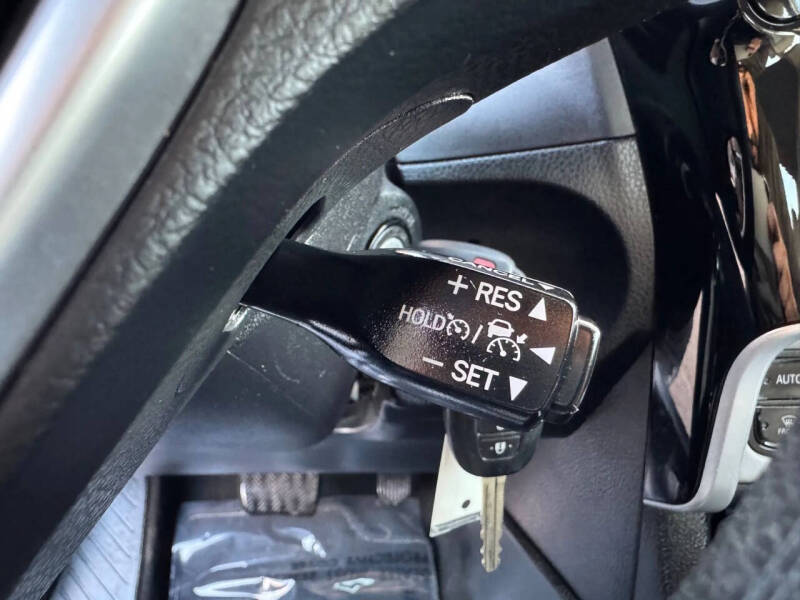 CANCEL
+ RES
HOLD /
− SET
AUTO